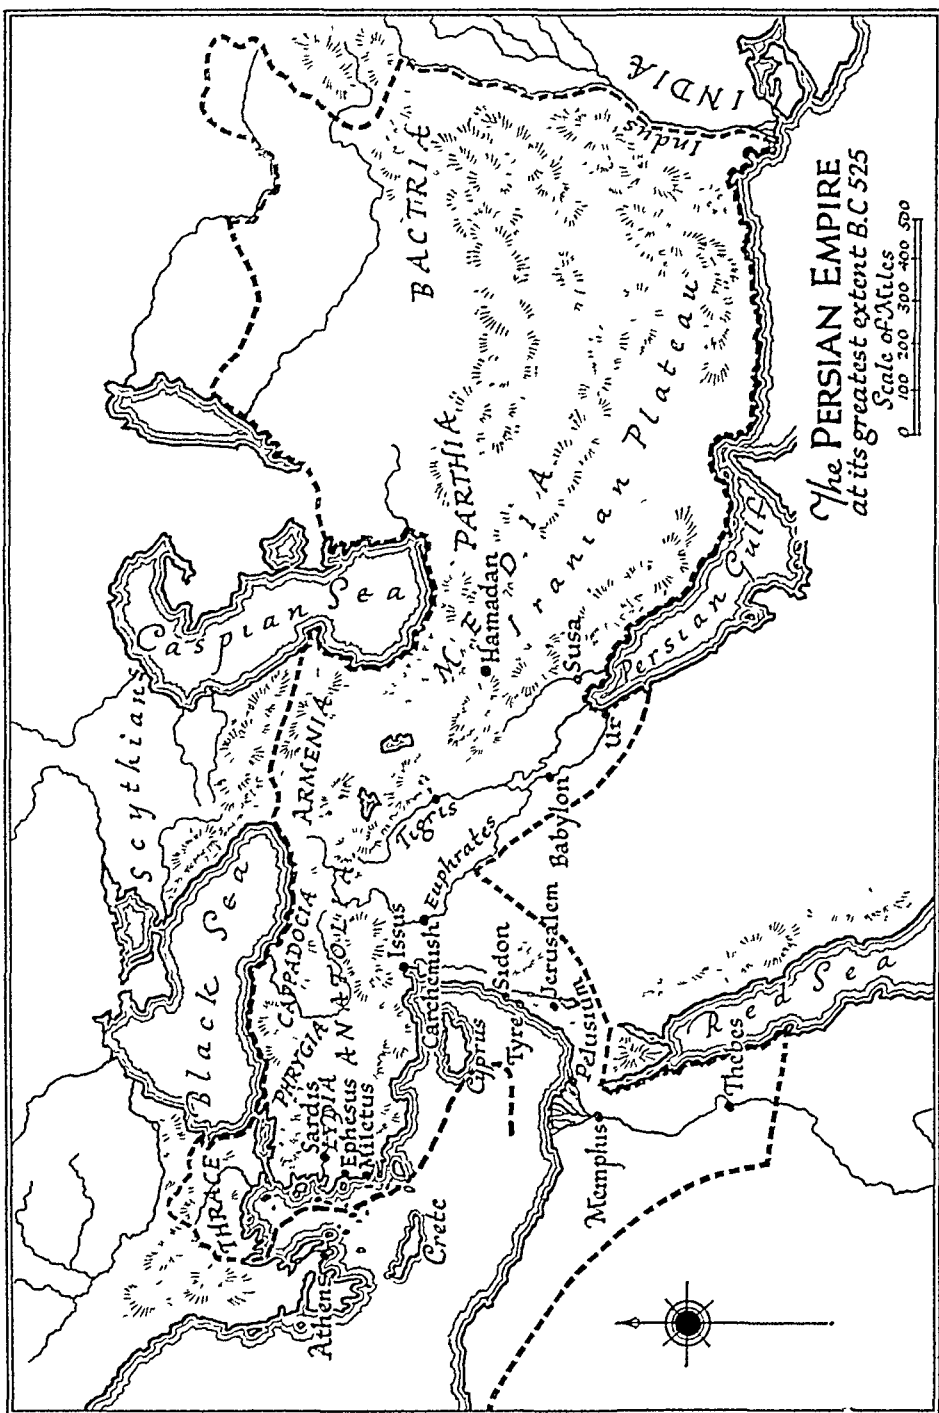 Scythians
Caspian Sea
Black Sea
THRACE
PHRYGIA
CAPPADOCIA
ARMENIA
Sardis
LYDIA
ANATOLIA
Ephesus
Miletus
Athens
Crete
Ciprus
Issus
Carchemish
Euphrates
Tigris
Sidon
Tyre
Jerusalem
Babylon
Pelusium
Memphis
Thebes
Red Sea
Ur
Susa
Hamadan
MEDIA
PARTHIA
BACTRIA
Iranian Plateau
Persian Gulf
Indus
INDIA
The PERSIAN EMPIRE
at its greatest extent B.C 525
Scale of Miles
0 100 200 300 400 500